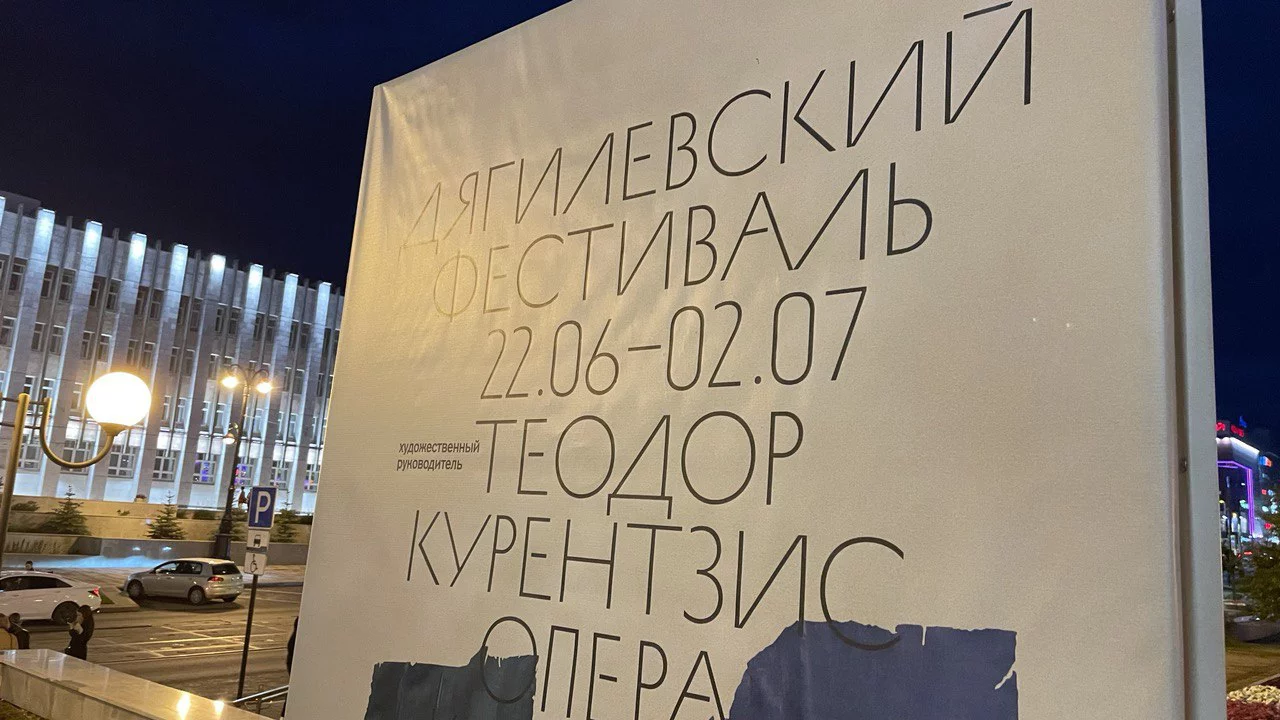 ДЯГИЛЕВСКИЙ
ФЕСТИВАЛЬ
22.06–02.07
художественный
руководитель
ТЕОДОР
КУРЕНТЗИС
ОПЕРА
P